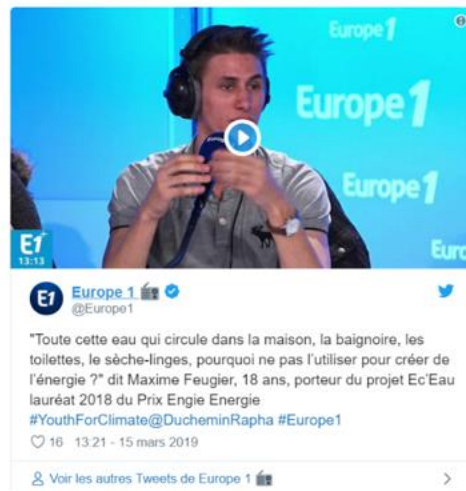 Europe 1
Europe 1
Europe 1
Euro
E1
13:13
E1
Europe 1
@Europe1
"Toute cette eau qui circule dans la maison, la baignoire, les
toilettes, le sèche-linges, pourquoi ne pas l'utiliser pour créer de
l'énergie ?" dit Maxime Feugier, 18 ans, porteur du projet Ec'Eau
lauréat 2018 du Prix Engie Energie
#YouthForClimate@DucheminRapha #Europe1
16 13:21 - 15 mars 2019
Voir les autres Tweets de Europe 1